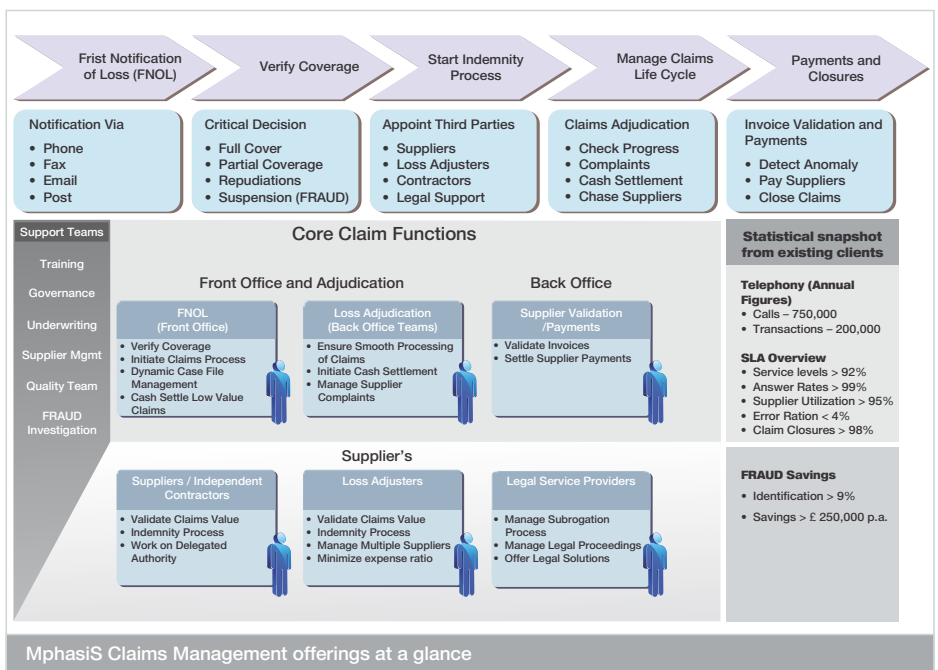 Frist Notification
of Loss (FNOL)
Verify Coverage
Start Indemnity
Process
Manage Claims
Life Cycle
Payments and
Closures
Notification Via
• Phone
• Fax
• Email
• Post
Critical Decision
• Full Cover
• Partial Coverage
• Repudiations
• Suspension (FRAUD)
Appoint Third Parties
• Suppliers
• Loss Adjusters
• Contractors
• Legal Support
Claims Adjudication
• Check Progress
• Complaints
• Cash Settlement
• Chase Suppliers
Invoice Validation and
Payments
• Detect Anomaly
• Pay Suppliers
• Close Claims
Support Teams
Training
Governance
Underwriting
Supplier Mgmt
Quality Team
FRAUD
Investigation
Core Claim Functions
Front Office and Adjudication
Back Office
FNOL
(Front Office)
• Verify Coverage
• Initiate Claims Process
• Dynamic Case File
Management
• Cash Settle Low Value
Claims
Loss Adjudication
(Back Office Teams)
• Ensure Smooth Processing
of Claims
• Initiate Cash Settlement
• Manage Supplier
Complaints
Supplier Validation
/Payments
• Validate Invoices
• Settle Supplier Payments
Supplier's
Suppliers / Independent
Contractors
• Validate Claims Value
• Indemnity Process
• Work on Delegated
Authority
Loss Adjusters
• Validate Claims Value
• Indemnity Process
• Manage Multiple Suppliers
• Minimize expense ratio
Legal Service Providers
• Manage Subrogation
Process
• Manage Legal Proceedings
• Offer Legal Solutions
Statistical snapshot
from existing clients
Telephony (Annual
Figures)
• Calls – 750,000
• Transactions – 200,000
SLA Overview
• Service levels > 92%
• Answer Rates > 99%
• Supplier Utilization > 95%
• Error Ration < 4%
• Claim Closures > 98%
FRAUD Savings
• Identification > 9%
• Savings > £ 250,000 p.a.
MphasiS Claims Management offerings at a glance